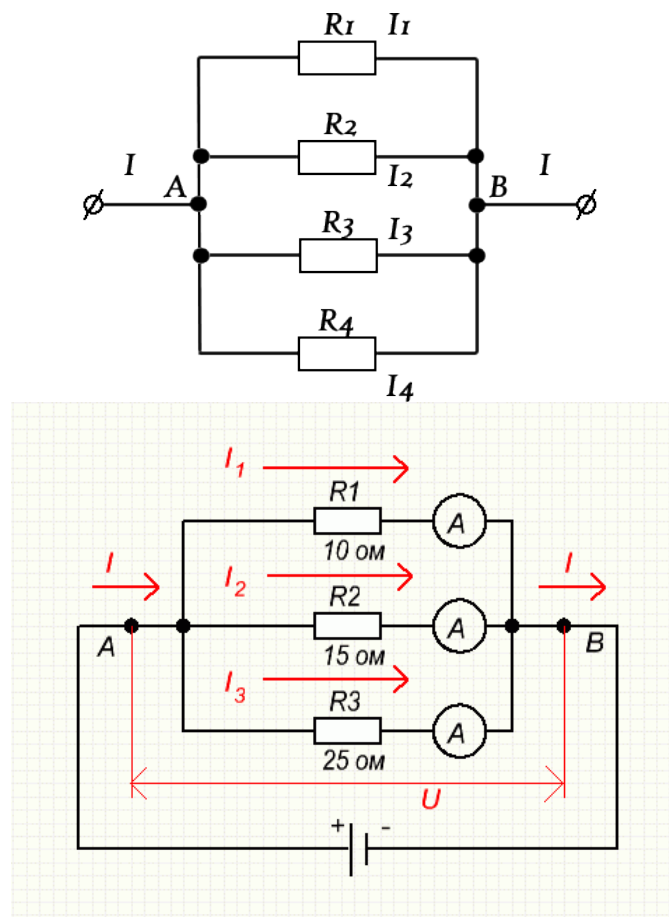 R1 I1
R2
I A I2 B I
R3 I3
R4
I4
I1
R1
A
10 ом
I I2 I
R2
A A B
15 ом
I3
R3
A
25 ом
U
+ -